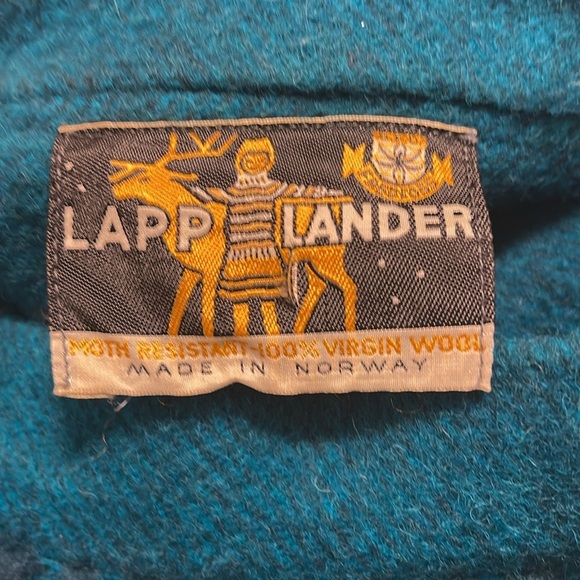 LAPP LANDER
MOTH RESISTANT-100% VIRGIN WOOL
MADE IN NORWAY